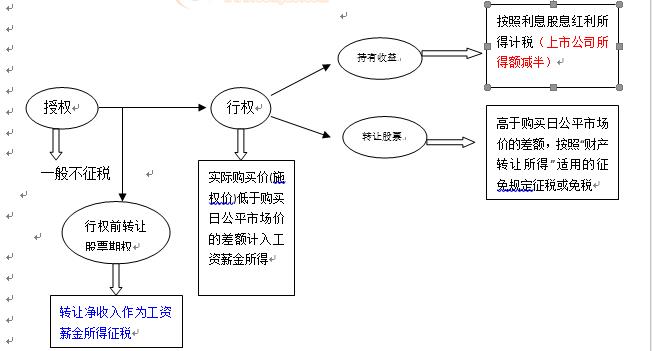 按照利息股息红利所
得计税（上市公司所
得额减半）
持有收益
授权
行权
转让股票
高于购买日公平市场
价的差额，按照“财产
转让所得”适用的征
免规定征税或免税
一般不征税
实际购买价(施
权价)低于购买
日公平市场价
的差额计入工
资薪金所得
行权前转让
股票期权
转让净收入作为工资
薪金所得征税